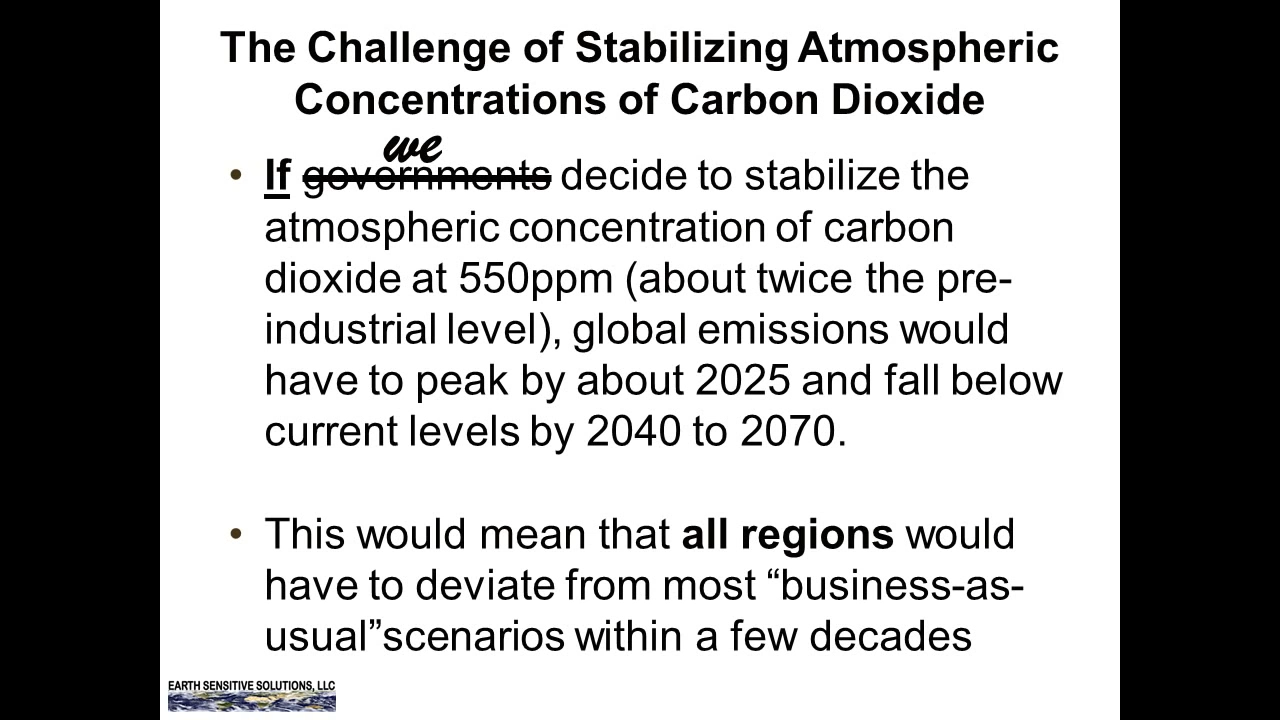 The Challenge of Stabilizing Atmospheric
Concentrations of Carbon Dioxide
we
• If governments decide to stabilize the
atmospheric concentration of carbon
dioxide at 550ppm (about twice the pre-
industrial level), global emissions would
have to peak by about 2025 and fall below
current levels by 2040 to 2070.
• This would mean that all regions would
have to deviate from most “business-as-
usual”scenarios within a few decades
EARTH SENSITIVE SOLUTIONS, LLC